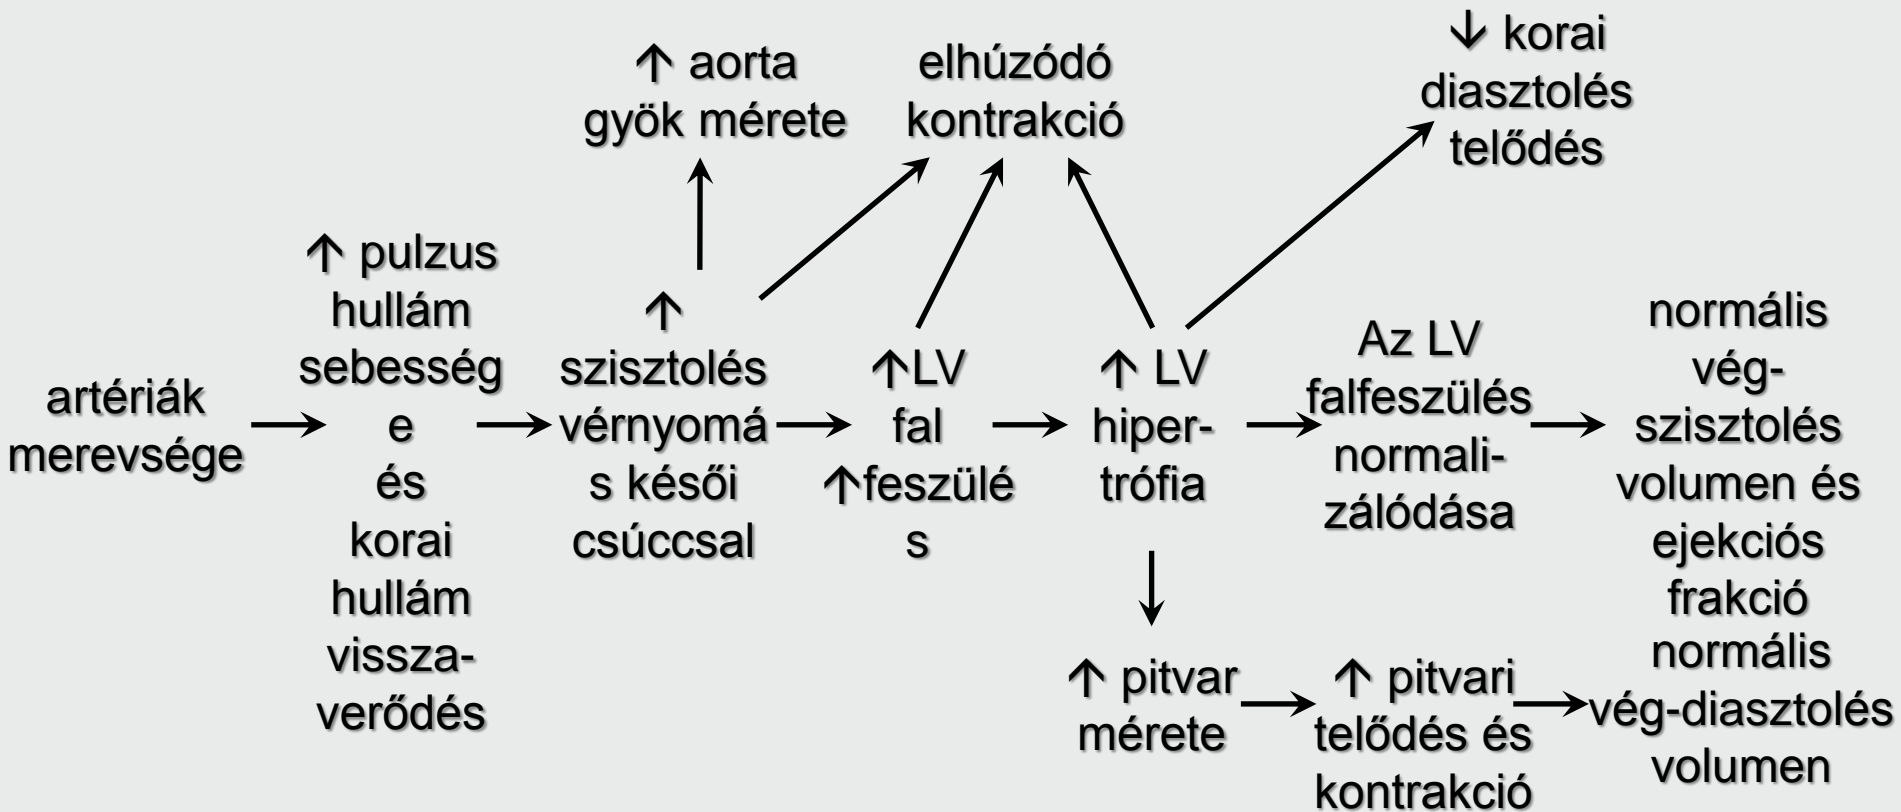 ↑ aorta
gyök mérete
elhúzódó
kontrakció
↓ korai
diasztolés
telődés
artériák
merevsége
↑ pulzus
hullám
sebesség
e
és
korai
hullám
vissza-
verődés
↑
szisztolés
vérnyomá
s késői
csúccsal
↑LV
fal
↑feszülé
s
↑ LV
hiper-
trófia
Az LV
falfeszülés
normali-
zálódása
normális
vég-
szisztolés
volumen és
ejekciós
frakció
↑ pitvar
mérete
↑ pitvari
telődés és
kontrakció
normális
vég-diasztolés
volumen